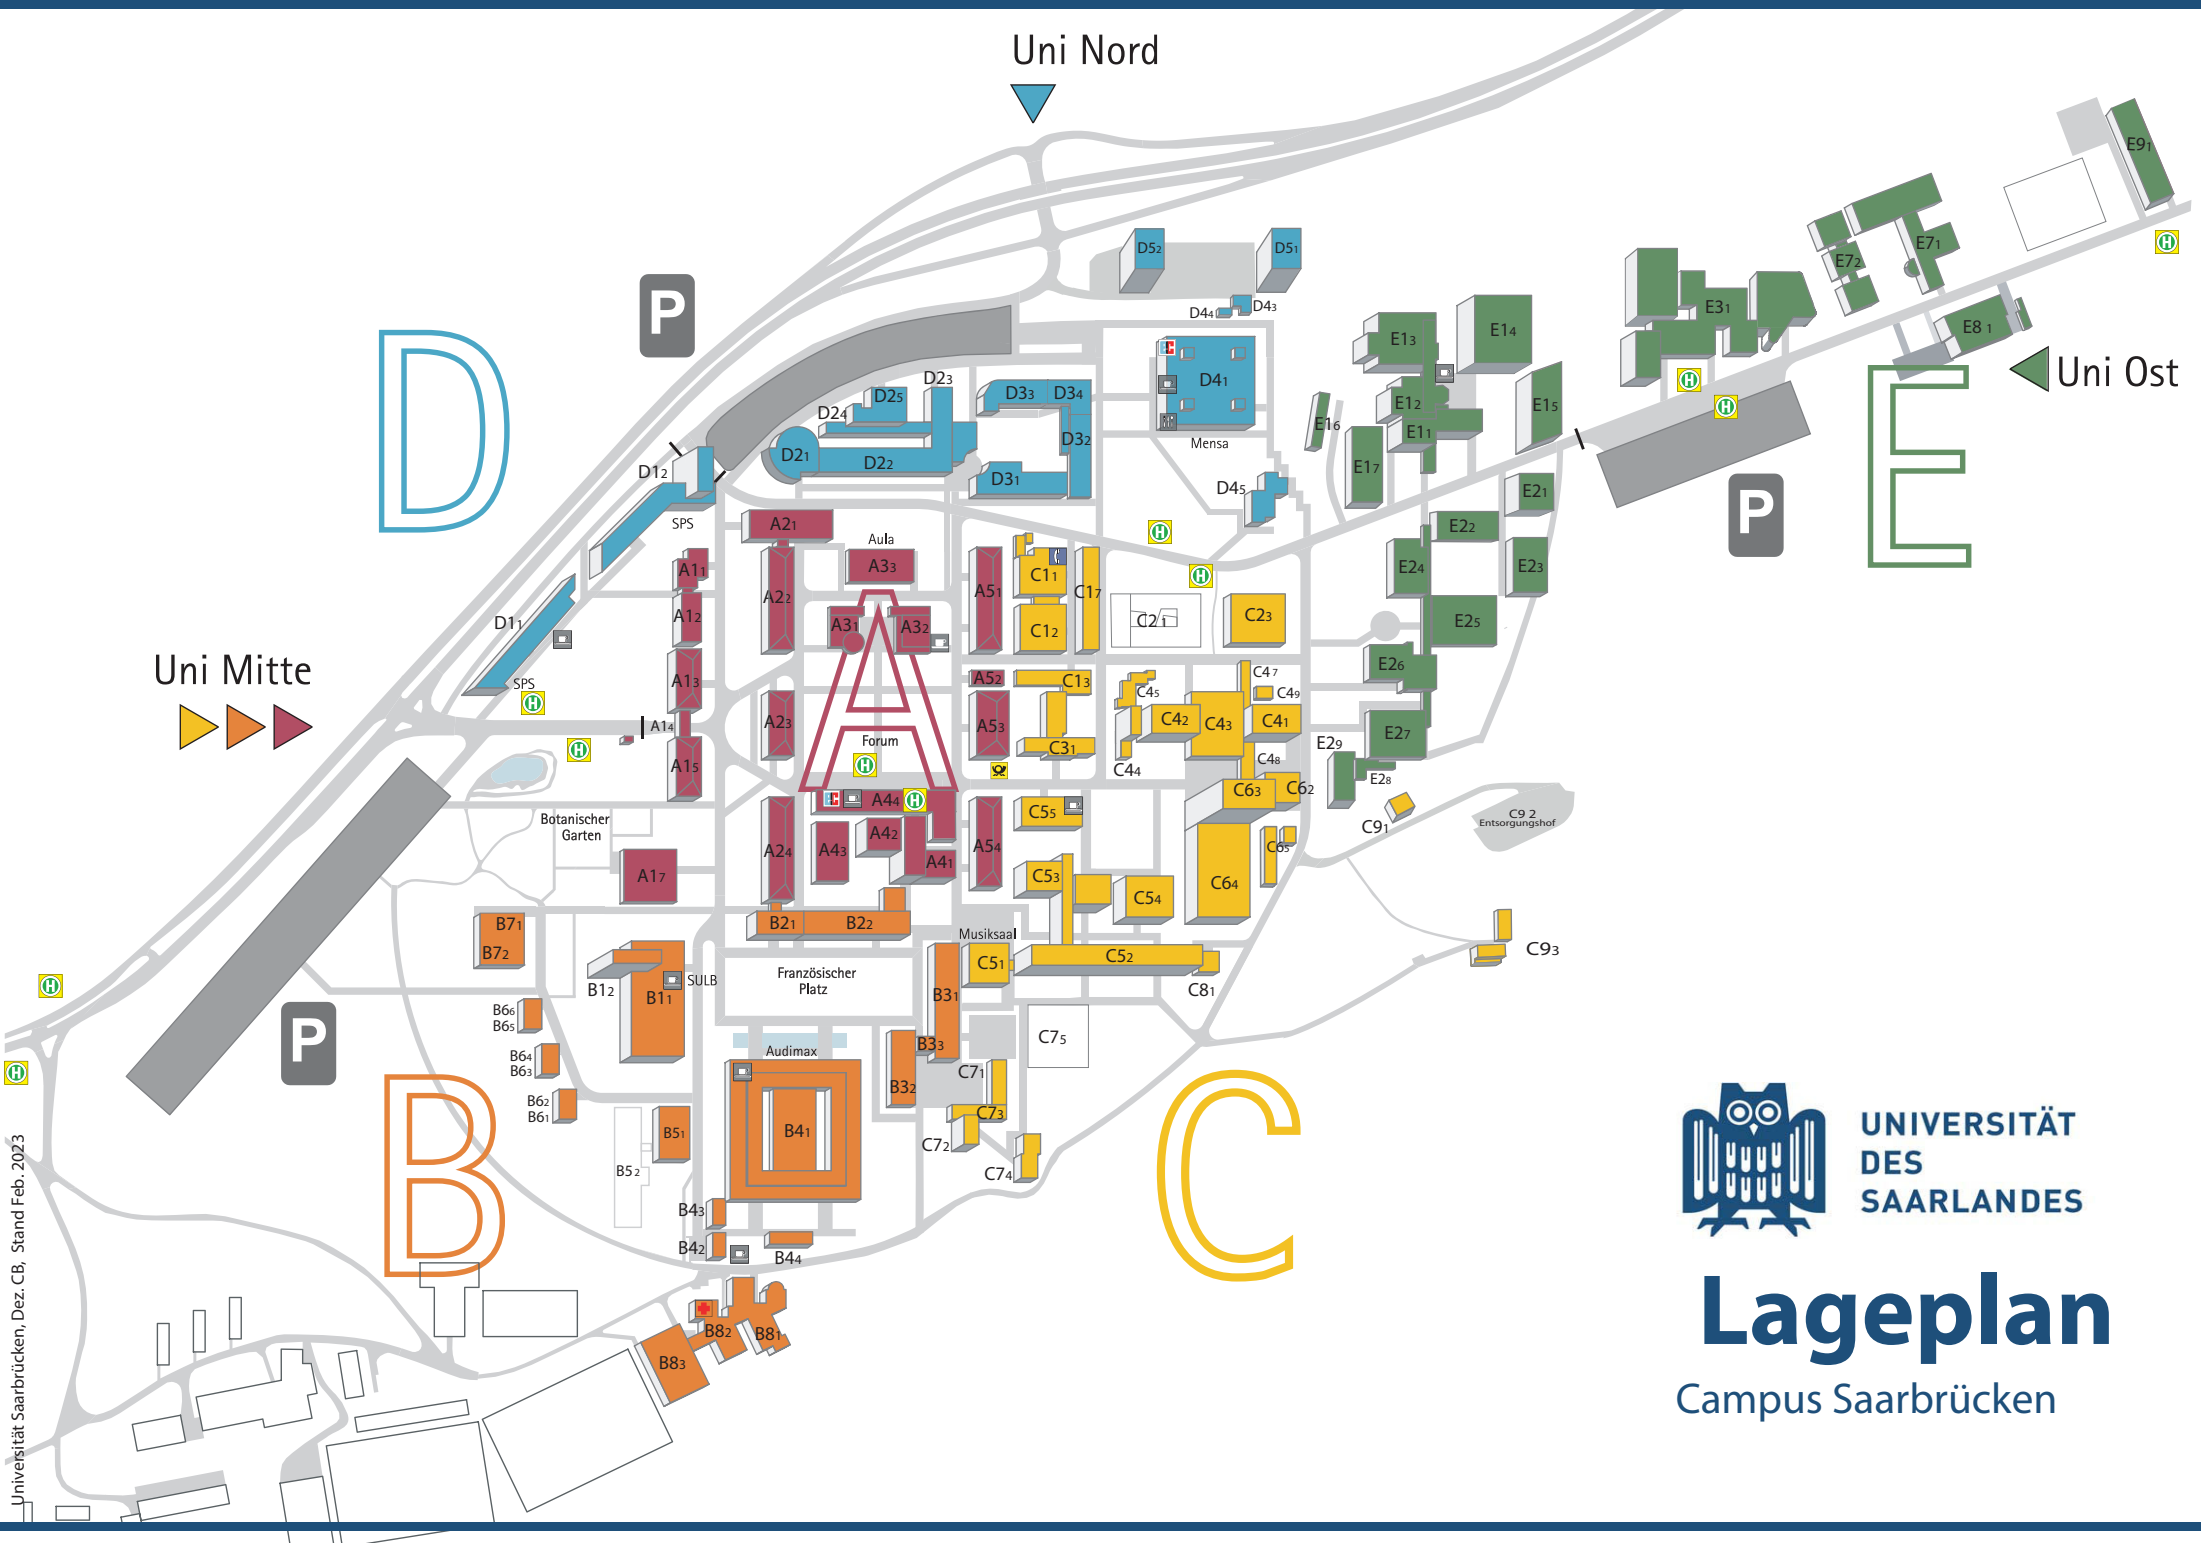 Uni Nord
E91
E71
E72
E31
E8 1
Uni Ost
D52
D51
D44
D43
P
D
E13
E14
D41
Mensa
E12
E11
E15
E16
E17
E
D23
D25
D24
D33
D34
D32
D21
D22
D31
D12
SPS
D45
P
E21
E22
E24
E23
E25
E26
E27
E29
E28
A21
Aula
A33
A11
A22
A51
C11
C17
A12
A31
A32
C12
C21
C23
D11
SPS
Uni Mitte
A13
A52
C13
C45
C47
C49
A14
A23
A
A53
C42
C43
C41
Forum
C31
C44
C48
A15
H
A44
C63
C62
C55
C91
C9 2
Entsorgungshof
Botanischer
Garten
A24
A43
A42
A41
A54
C65
A17
C53
C54
C64
B71
B72
B21
B22
Musiksaal
C51
C52
C93
B12
B11
SULB
Französischer
Platz
B31
C81
B66
B65
P
Audimax
B33
C75
B64
B63
B32
C71
B62
B61
B
B51
B41
C73
C72
C74
C
B52
B43
B42
B44
B82
B81
B83
UNIVERSITÄT
DES
SAARLANDES
Lageplan
Campus Saarbrücken
Universität Saarbrücken, Dez. CB, Stand Feb. 2023